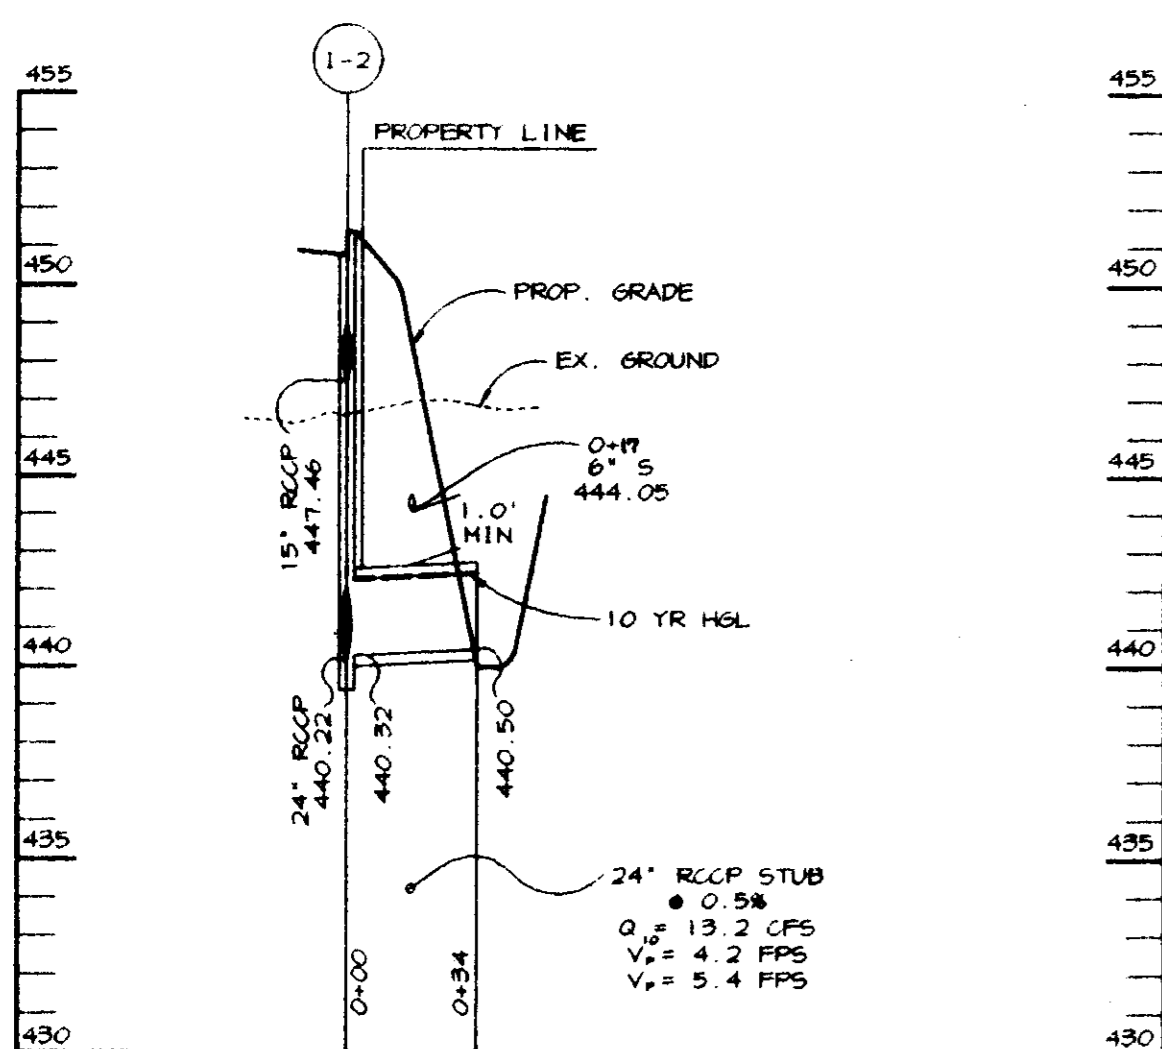 1-2
455
455
PROPERTY LINE
450
450
PROP. GRADE
EX. GROUND
0+17
6" S
444.05
445
445
15" RCCP
447.46
1.0'
MIN
10 YR HGL
440
440
24" RCCP
440.22
440.32
440.50
435
435
24" RCCP STUB
@ 0.5%
Q10 = 13.2 CFS
= 4.2 FPS
= 5.4 FPS
0+00
0+34
430
430